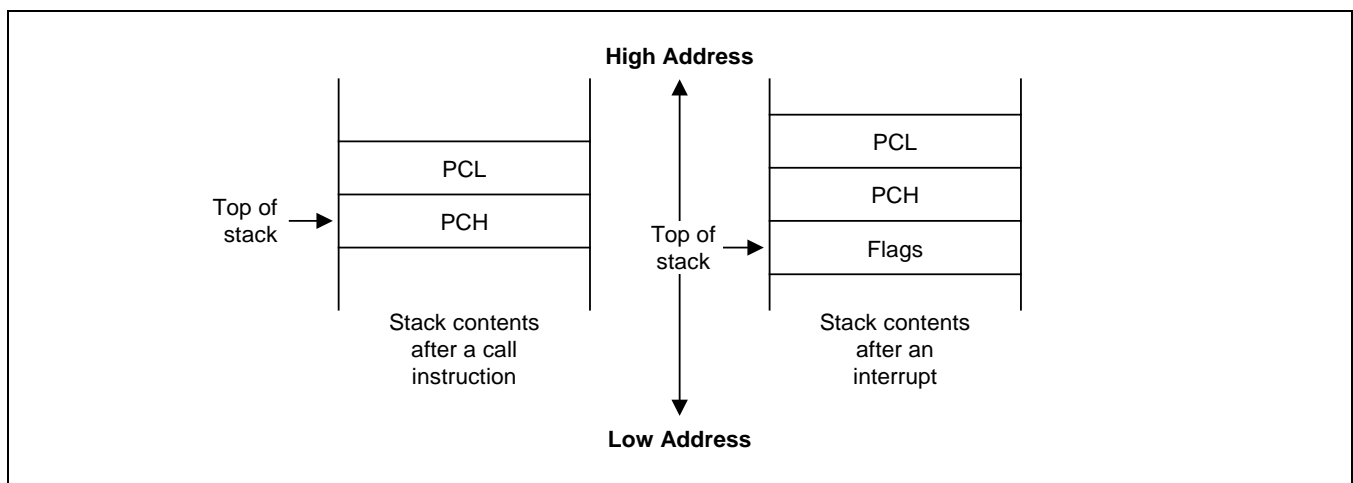 High Address
PCL
PCH
Top of
stack
Stack contents
after a call
instruction
PCL
PCH
Flags
Top of
stack
Stack contents
after an
interrupt
Low Address